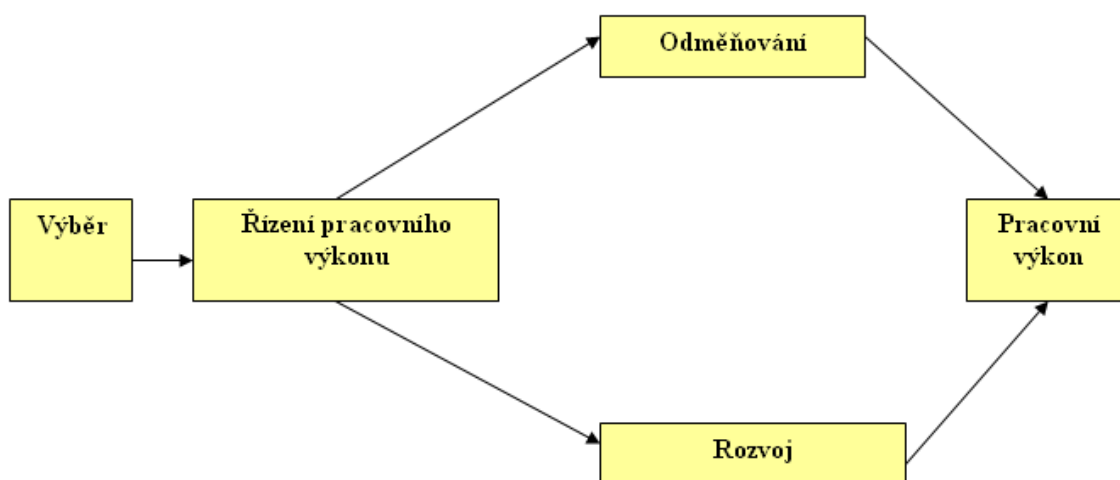 Odměňování
Výběr
Řízení pracovního
výkonu
Pracovní
výkon
Rozvoj